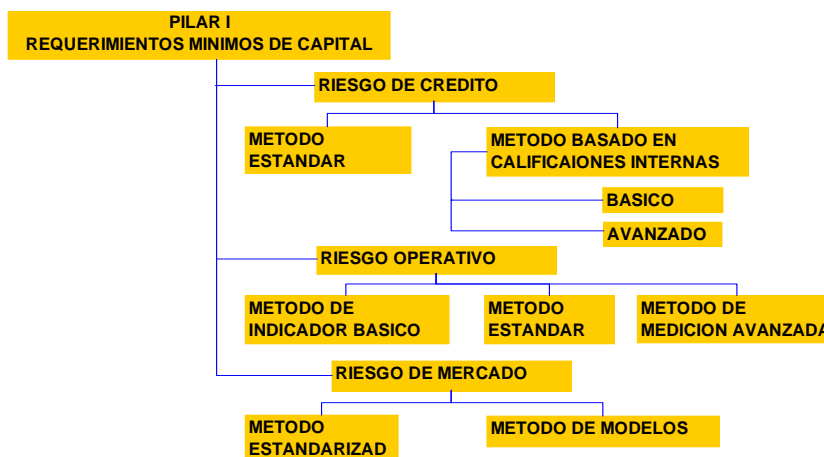 PILAR I
REQUERIMIENTOS MINIMOS DE CAPITAL
RIESGO DE CREDITO
METODO
ESTANDAR
METODO BASADO EN
CALIFICAIONES INTERNAS
BASICO
AVANZADO
RIESGO OPERATIVO
METODO DE
INDICADOR BASICO
METODO
ESTANDAR
METODO DE
MEDICION AVANZADA
RIESGO DE MERCADO
METODO
ESTANDARIZAD
METODO DE MODELOS